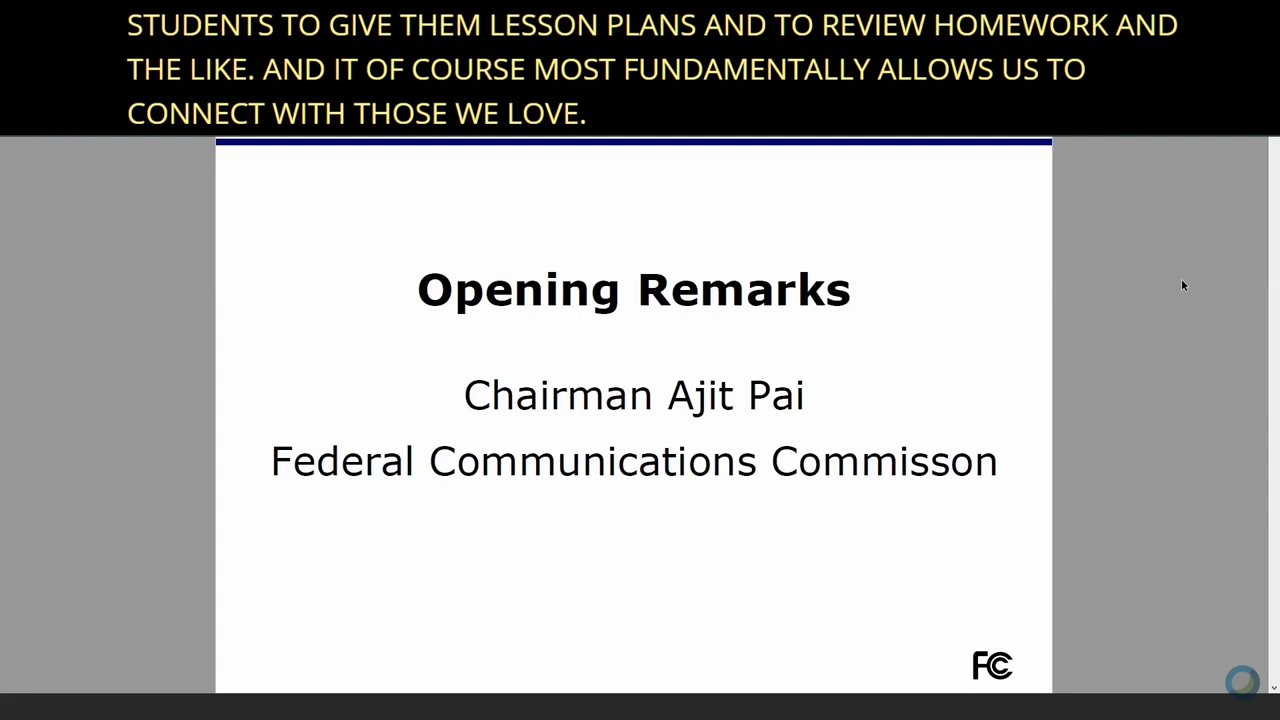 STUDENTS TO GIVE THEM LESSON PLANS AND TO REVIEW HOMEWORK AND
THE LIKE. AND IT OF COURSE MOST FUNDAMENTALLY ALLOWS US TO
CONNECT WITH THOSE WE LOVE.
Opening Remarks
Chairman Ajit Pai
Federal Communications Commisson
FCC